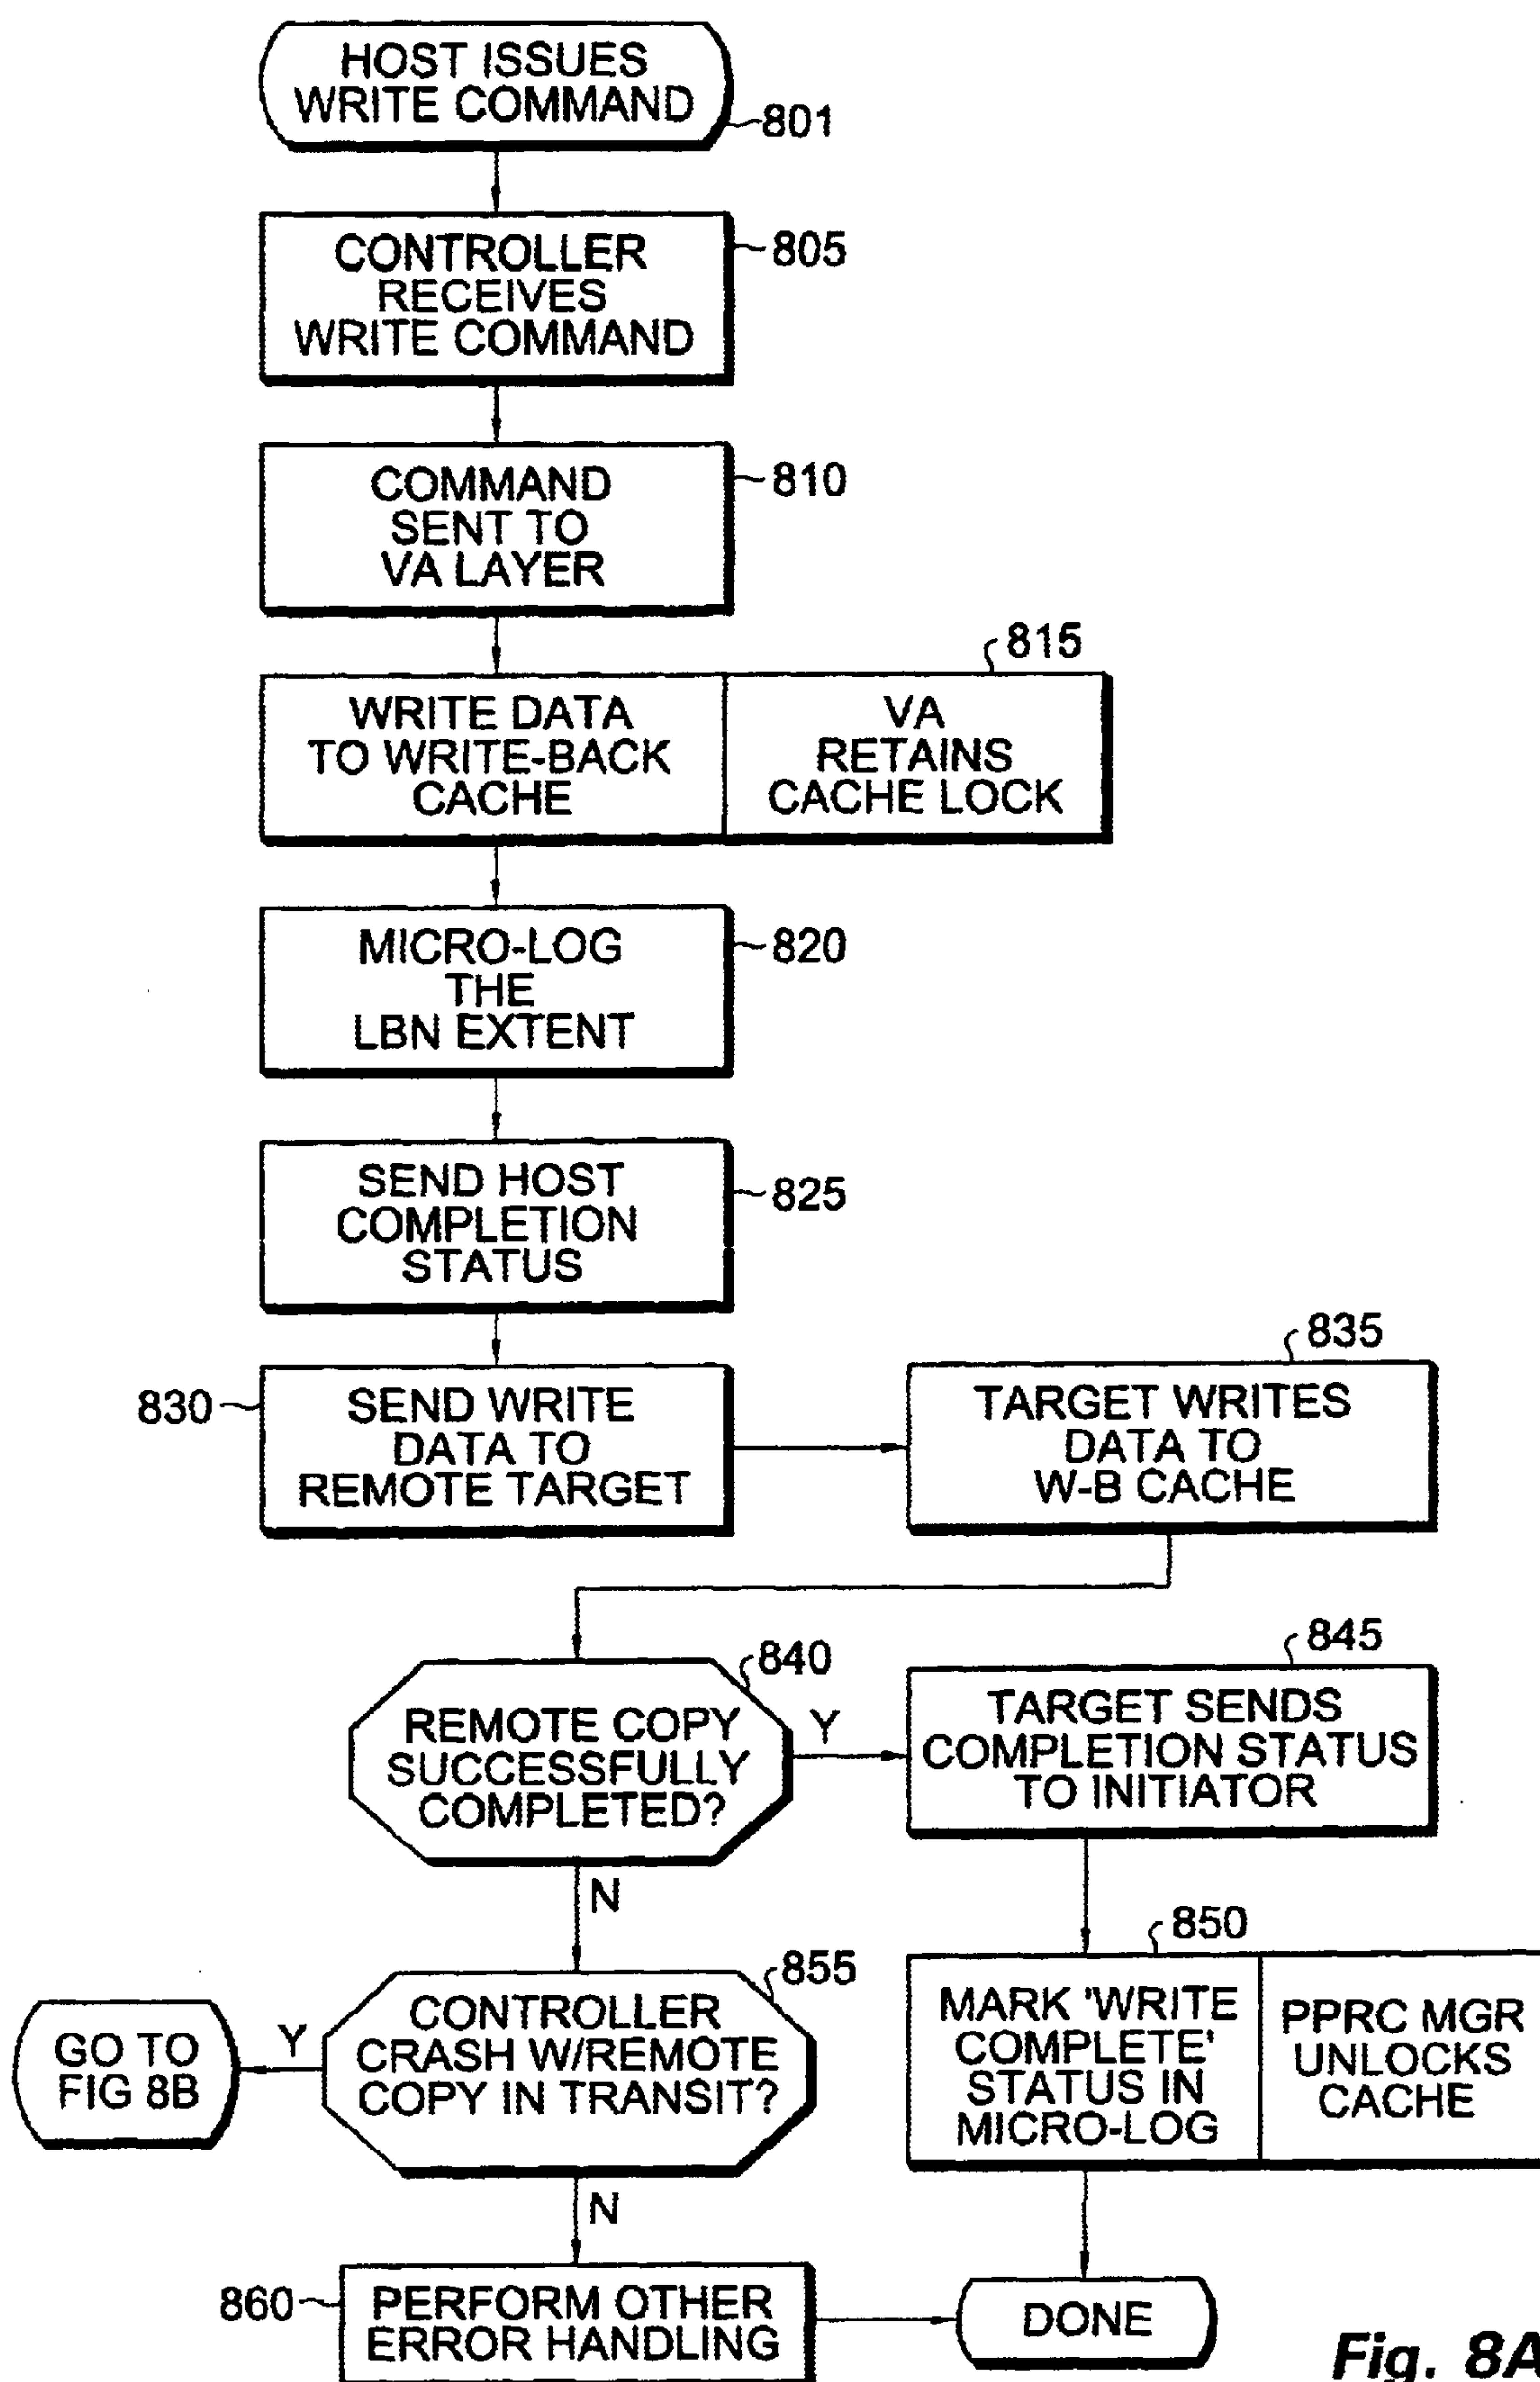 HOST ISSUES
WRITE COMMAND
801
CONTROLLER
RECEIVES
WRITE COMMAND
805
COMMAND
SENT TO
VA LAYER
810
815
WRITE DATA
TO WRITE-BACK
CACHE
VA
RETAINS
CACHE LOCK
MICRO-LOG
THE
LBN EXTENT
820
SEND HOST
COMPLETION
STATUS
825
830
SEND WRITE
DATA TO
REMOTE TARGET
835
TARGET WRITES
DATA TO
W-B CACHE
840
REMOTE COPY
SUCCESSFULLY
COMPLETED?
Y
N
845
TARGET SENDS
COMPLETION STATUS
TO INITIATOR
850
MARK 'WRITE
COMPLETE'
STATUS IN
MICRO-LOG
PPRC MGR
UNLOCKS
CACHE
855
CONTROLLER
CRASH W/REMOTE
COPY IN TRANSIT?
Y
N
GO TO
FIG 8B
860
PERFORM OTHER
ERROR HANDLING
DONE
Fig. 8A